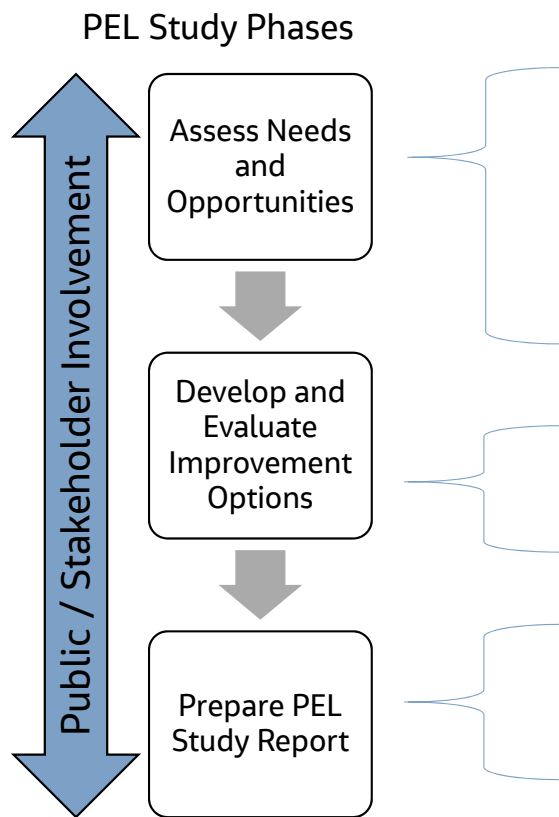 PEL Study Phases
Public / Stakeholder Involvement
Assess Needs
and
Opportunities
Develop and
Evaluate
Improvement
Options
Prepare PEL
Study Report